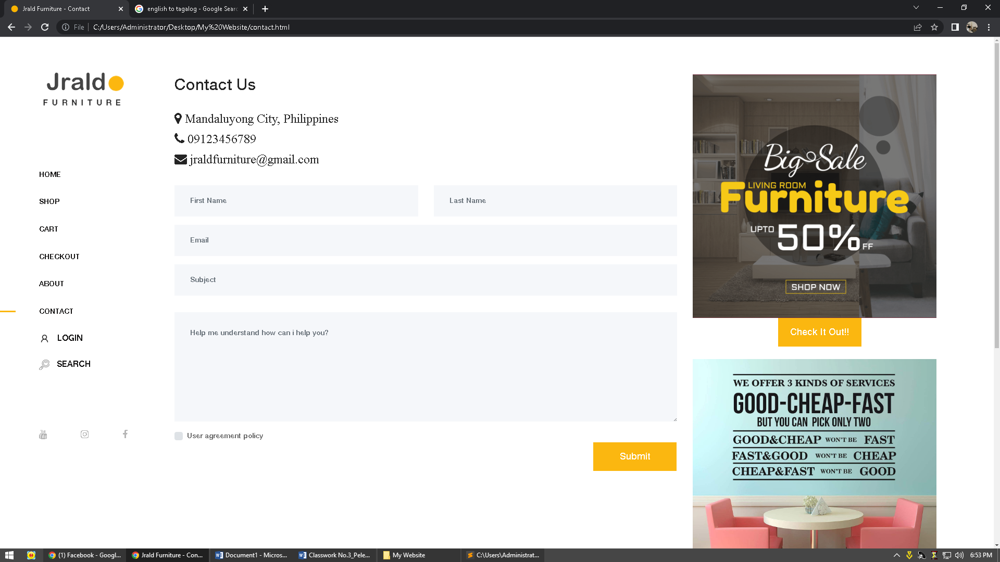 Jrald Furniture - Contact
english to tagalog - Google Searc
File
C:/Users/Administrator/Desktop/My%20Website/contact.html
Jrald
FURNITURE
HOME
SHOP
CART
CHECKOUT
ABOUT
CONTACT
LOGIN
SEARCH
You
Tube
Contact Us
Mandaluyong City, Philippines
09123456789
jraldfurniture@gmail.com
First Name
Last Name
Email
Subject
Help me understand how can i help you?
User agreement policy
Submit
Big Sale
LIVING ROOM
Furniture
UPTO 50% FF
SHOP NOW
Check It Out!!
WE OFFER 3 KINDS OF SERVICES
GOOD-CHEAP-FAST
BUT YOU CAN PICK ONLY TWO
GOOD&CHEAP WON'T BE FAST
FAST&GOOD WON'T BE CHEAP
CHEAP&FAST WON'T BE GOOD
(1) Facebook - Googl...
Jrald Furniture - Con...
Document1 - Micros...
Classwork No.3_Pele...
My Website
C:\Users\Administrat...
6:53 PM